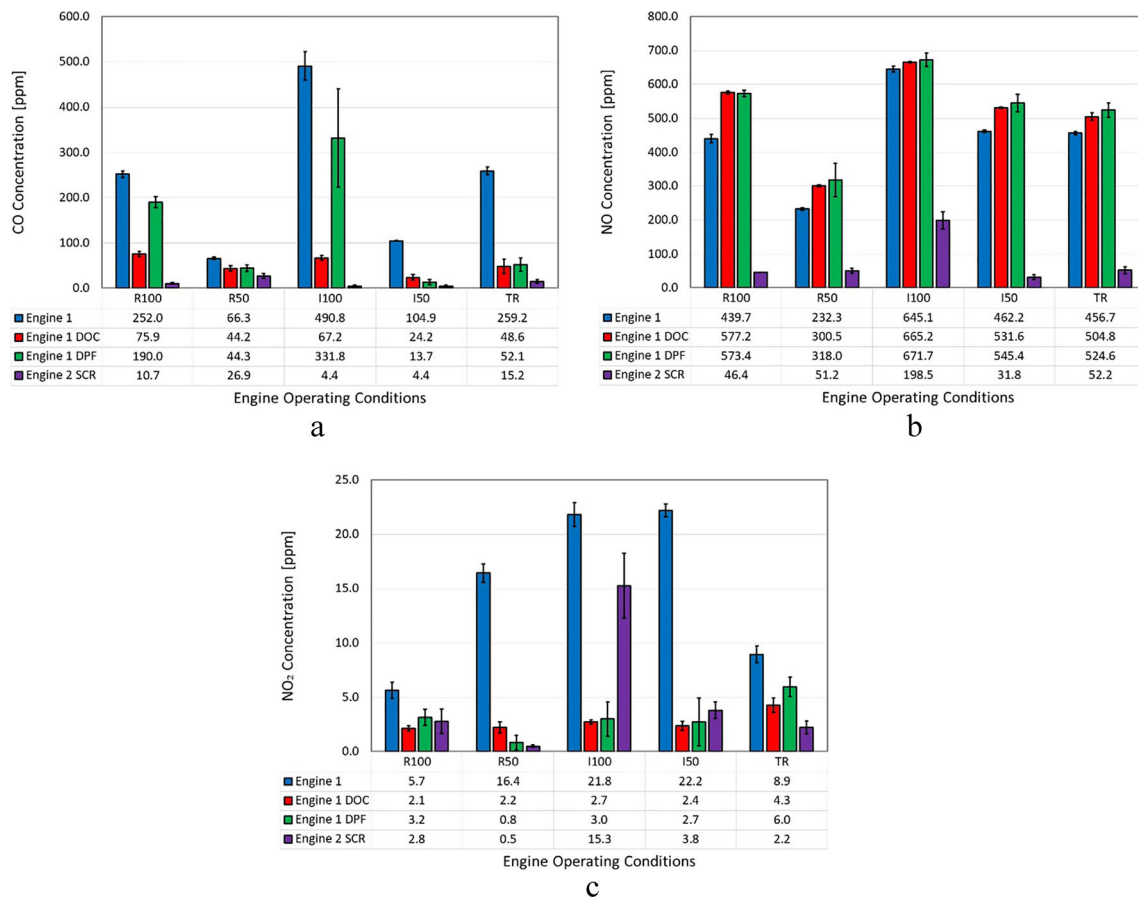 600.0
500.0
400.0
300.0
200.0
100.0
0.0
CO Concentration [ppm]
R100 R50 I100 I50 TR
Engine 1 252.0 66.3 490.8 104.9 259.2
Engine 1 DOC 75.9 44.2 67.2 24.2 48.6
Engine 1 DPF 190.0 44.3 331.8 13.7 52.1
Engine 2 SCR 10.7 26.9 4.4 4.4 15.2
Engine Operating Conditions
a
800.0
700.0
600.0
500.0
400.0
300.0
200.0
100.0
0.0
NO Concentration [ppm]
R100 R50 I100 I50 TR
Engine 1 439.7 232.3 645.1 462.2 456.7
Engine 1 DOC 577.2 300.5 665.2 531.6 504.8
Engine 1 DPF 573.4 318.0 671.7 545.4 524.6
Engine 2 SCR 46.4 51.2 198.5 31.8 52.2
Engine Operating Conditions
b
25.0
20.0
15.0
10.0
5.0
0.0
NO₂ Concentration [ppm]
R100 R50 I100 I50 TR
Engine 1 5.7 16.4 21.8 22.2 8.9
Engine 1 DOC 2.1 2.2 2.7 2.4 4.3
Engine 1 DPF 3.2 0.8 3.0 2.7 6.0
Engine 2 SCR 2.8 0.5 15.3 3.8 2.2
Engine Operating Conditions
c